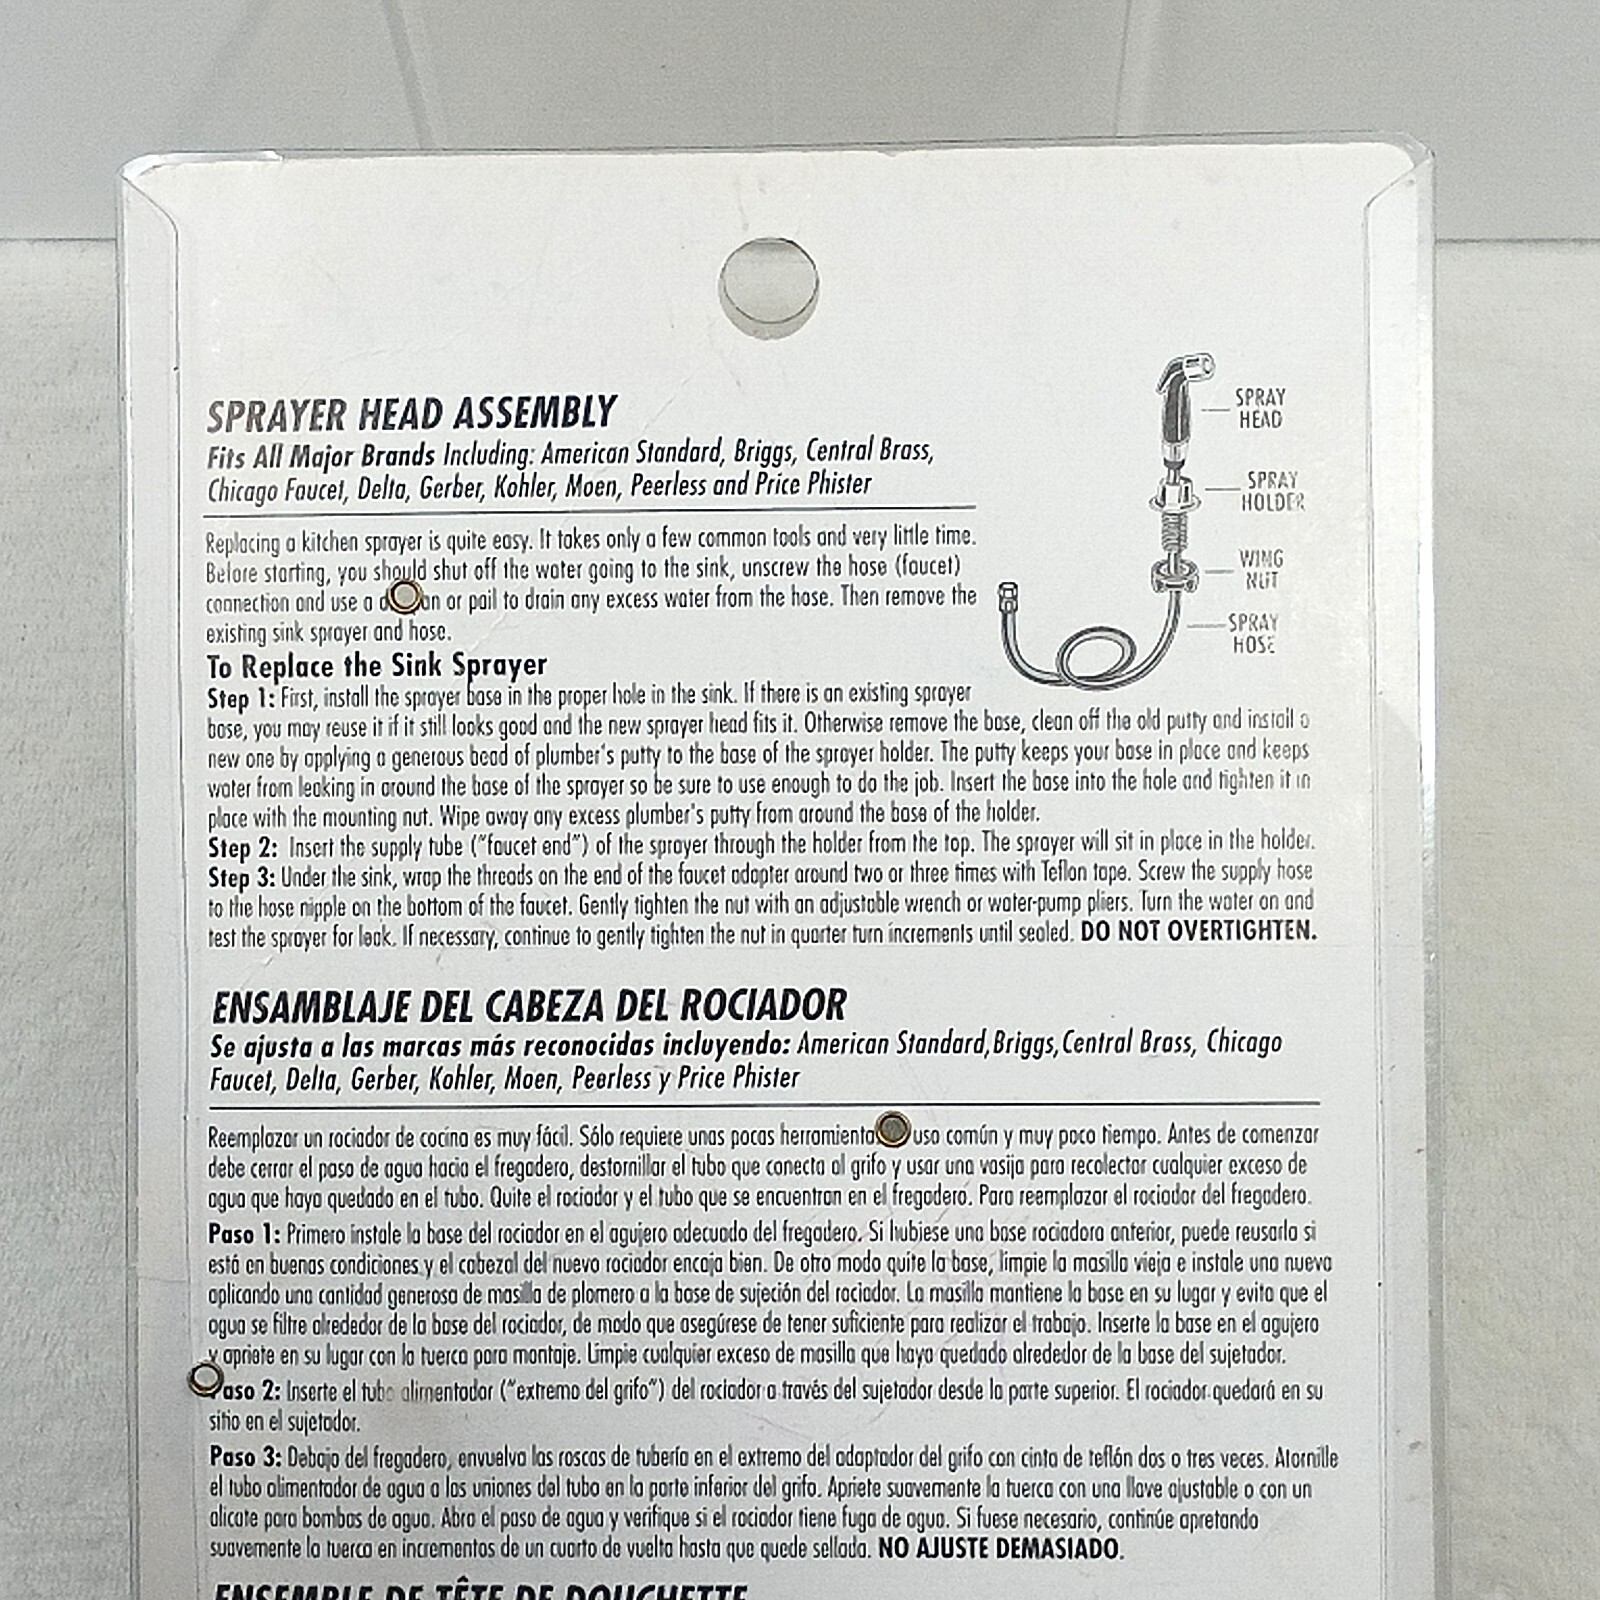 SPRAYER HEAD ASSEMBLY
Fits All Major Brands Including: American Standard, Briggs, Central Brass,
Chicago Faucet, Delta, Gerber, Kohler, Moen, Peerless and Price Phister
SPRAY
HEAD
SPRAY
HOLDER
WING
NUT
SPRAY
HOSE
Replacing a kitchen sprayer is quite easy. It takes only a few common tools and very little time.
Before starting, you should shut off the water going to the sink, unscrew the hose (faucet)
connection and use a or pail to drain any excess water from the hose. Then remove the
existing sink sprayer and hose.
To Replace the Sink Sprayer
Step 1: First, install the sprayer base in the proper hole in the sink. If there is an existing sprayer
base, you may reuse it if it still looks good and the new sprayer head fits it. Otherwise remove the base, clean off the old putty and install a
new one by applying a generous bead of plumber's putty to the base of the sprayer holder. The putty keeps your base in place and keeps
water from leaking in around the base of the sprayer so be sure to use enough to do the job. Insert the base into the hole and tighten it in
place with the mounting nut. Wipe away any excess plumber's putty from around the base of the holder.
Step 2: Insert the supply tube ("faucet end") of the sprayer through the holder from the top. The sprayer will sit in place in the holder.
Step 3: Under the sink, wrap the threads on the end of the faucet adapter around two or three times with Teflon tape. Screw the supply hose
to the hose nipple on the bottom of the faucet. Gently tighten the nut with an adjustable wrench or water-pump pliers. Turn the water on and
test the sprayer for leak. If necessary, continue to gently tighten the nut in quarter turn increments until sealed. DO NOT OVERTIGHTEN.
ENSAMBLAJE DEL CABEZA DEL ROCIADOR
Se ajusta a las marcas más reconocidas incluyendo: American Standard, Briggs, Central Brass, Chicago
Faucet, Delta, Gerber, Kohler, Moen, Peerless y Price Phister
Reemplazar un rociador de cocina es muy fácil. Sólo requiere unas pocas uso común y muy poco tiempo. Antes de comenzar
debe cerrar el paso de agua hacia el fregadero, destornillar el tubo que conecta al grifo y usar una vasija para recolectar cualquier exceso de
agua que haya quedado en el tubo. Quite el rociador y el tubo que se encuentran en el fregadero. Para reemplazar el rociador del fregadero.
Paso 1: Primero instale la base del rociador en el agujero adecuado del fregadero. Si hubiese una base rociadora anterior, puede reusarla si
está en buenas condiciones y el cabezal del nuevo rociador encaja bien. De otro modo quite la base, limpie la masilla vieja e instale una nueva
aplicando una cantidad generosa de masilla de plomero a la base de sujeción del rociador. La masilla mantiene la base en su lugar y evita que el
agua se filtre alrededor de la base del rociador, de modo que asegúrese de tener suficiente para realizar el trabajo. Inserte la base en el agujero
y apriete en su lugar con la tuerca para montaje. Limpie cualquier exceso de masilla que haya quedado alrededor de la base del sujetador.
Paso 2: Inserte el tubo alimentador ("extremo del grifo") del rociador a través del sujetador desde la parte superior. El rociador quedará en su
sitio en el sujetador.
Paso 3: Debajo del fregadero, envuelva las roscas de tubería en el extremo del adaptador del grifo con cinta de teflón dos o tres veces. Atornille
el tubo alimentador de agua a las uniones del tubo en la parte inferior del grifo. Apriete suavemente la tuerca con una llave ajustable o con un
alicate para bombas de agua. Abra el paso de agua y verifique si el rociador tiene fuga de agua. Si fuese necesario, continúe apretando
suavemente la tuerca en incrementos de un cuarto de vuelta hasta que quede sellada. NO AJUSTE DEMASIADO.
ENSEMBLE DE TÊTE DE DOUCHETTE